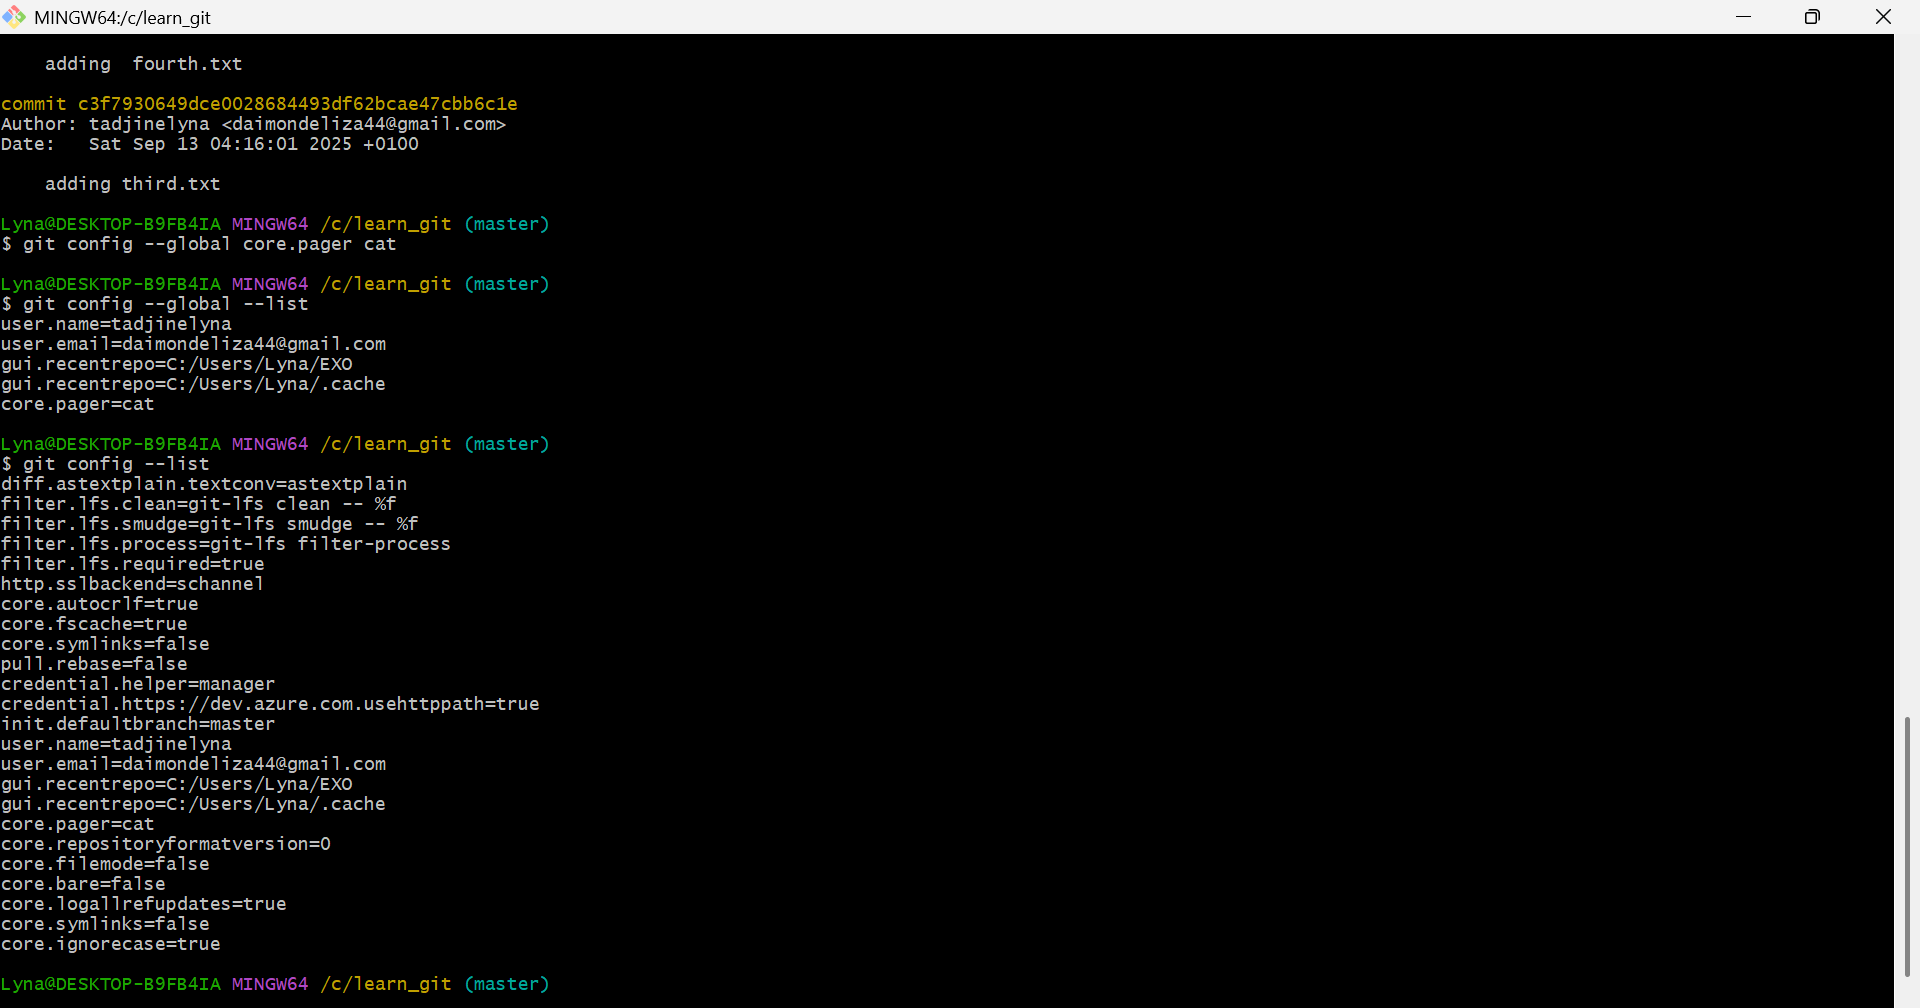 MINGW64:/c/learn_git
    adding  fourth.txt
commit c3f7930649dce0028684493df62bcae47cbb6c1e
Author: tadjinelyna <daimondeliza44@gmail.com>
Date:   Sat Sep 13 04:16:01 2025 +0100
    adding third.txt
Lyna@DESKTOP-B9FB4IA MINGW64 /c/learn_git (master)
$ git config --global core.pager cat
Lyna@DESKTOP-B9FB4IA MINGW64 /c/learn_git (master)
$ git config --global --list
user.name=tadjinelyna
user.email=daimondeliza44@gmail.com
gui.recentrepo=C:/Users/Lyna/EXO
gui.recentrepo=C:/Users/Lyna/.cache
core.pager=cat
Lyna@DESKTOP-B9FB4IA MINGW64 /c/learn_git (master)
$ git config --list
diff.astextplain.textconv=astextplain
filter.lfs.clean=git-lfs clean -- %f
filter.lfs.smudge=git-lfs smudge -- %f
filter.lfs.process=git-lfs filter-process
filter.lfs.required=true
http.sslbackend=schannel
core.autocrlf=true
core.fscache=true
core.symlinks=false
pull.rebase=false
credential.helper=manager
credential.https://dev.azure.com.usehttppath=true
init.defaultbranch=master
user.name=tadjinelyna
user.email=daimondeliza44@gmail.com
gui.recentrepo=C:/Users/Lyna/EXO
gui.recentrepo=C:/Users/Lyna/.cache
core.pager=cat
core.repositoryformatversion=0
core.filemode=false
core.bare=false
core.logallrefupdates=true
core.symlinks=false
core.ignorecase=true
Lyna@DESKTOP-B9FB4IA MINGW64 /c/learn_git (master)